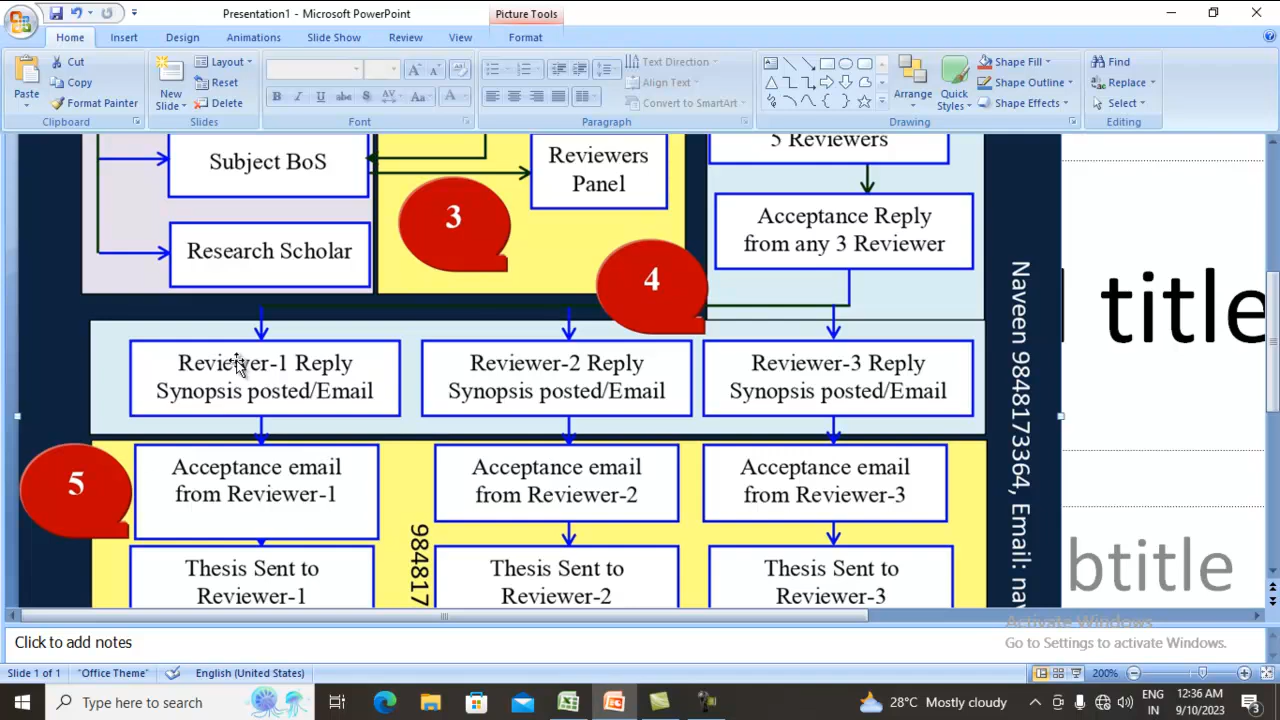 Presentation1 - Microsoft PowerPoint
Picture Tools
Home Insert Design Animations Slide Show Review View Format
Paste
Cut
Copy
Format Painter
Clipboard
New
Slide
Layout
Reset
Delete
Slides
B I U abc S AV Aa A
Font
Text Direction
Align Text
Convert to SmartArt
Paragraph
Arrange
Quick
Styles
Shape Fill
Shape Outline
Shape Effects
Drawing
Find
Replace
Select
Editing
Subject BoS
Research Scholar
Reviewers
Panel
3
5 Reviewers
Acceptance Reply
from any 3 Reviewer
4
Reviewer-1 Reply
Synopsis posted/Email
Reviewer-2 Reply
Synopsis posted/Email
Reviewer-3 Reply
Synopsis posted/Email
5
Acceptance email
from Reviewer-1
Acceptance email
from Reviewer-2
Acceptance email
from Reviewer-3
Thesis Sent to
Reviewer-1
984817
Thesis Sent to
Reviewer-2
Thesis Sent to
Reviewer-3
Naveen 9848173364, Email: nav
title
btitle
Activate Windows
Go to Settings to activate Windows.
Click to add notes
Slide 1 of 1 "Office Theme" English (United States) 200%
Type here to search
28°C Mostly cloudy
ENG
IN
12:36 AM
9/10/2023
3